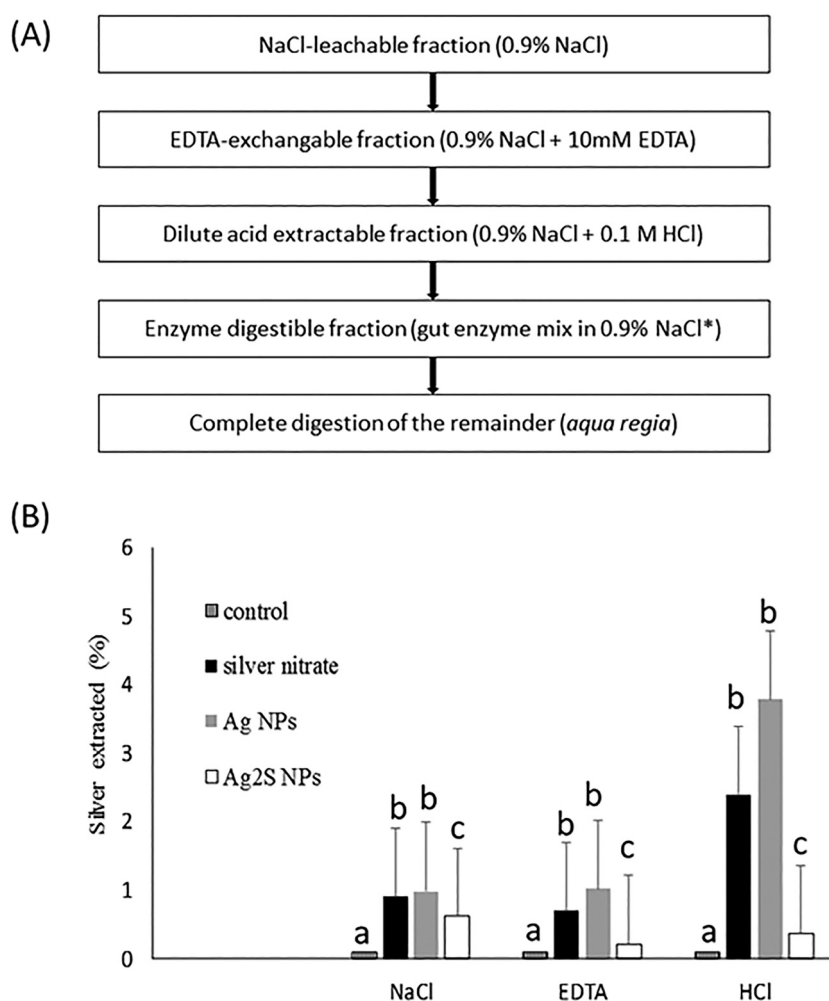 (A)
NaCl-leachable fraction (0.9% NaCl)
EDTA-exchangable fraction (0.9% NaCl + 10mM EDTA)
Dilute acid extractable fraction (0.9% NaCl + 0.1 M HCl)
Enzyme digestible fraction (gut enzyme mix in 0.9% NaCl*)
Complete digestion of the remainder (aqua regia)
(B)
Silver extracted (%)
6
5
4
3
2
1
0
control
silver nitrate
Ag NPs
Ag2S NPs
a b b c
a b b c
a b b c
NaCl EDTA HCl